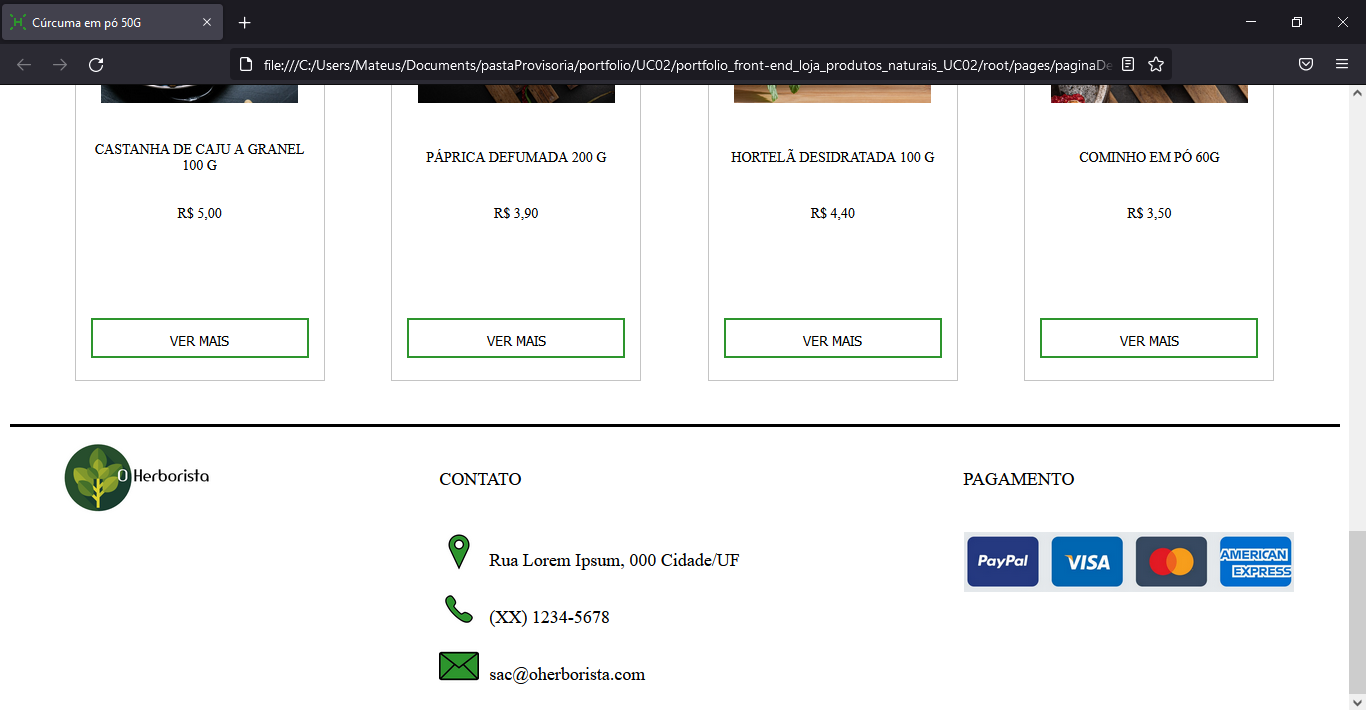 Cúrcuma em pó 50G
file:///C:/Users/Mateus/Documents/pastaProvisoria/portfolio/UC02/portfolio_front-end_loja_produtos_naturais_UC02/root/pages/paginaDe
CASTANHA DE CAJU A GRANEL
100 G
R$ 5,00
VER MAIS
PÁPRICA DEFUMADA 200 G
R$ 3,90
VER MAIS
HORTELÃ DESIDRATADA 100 G
R$ 4,40
VER MAIS
COMINHO EM PÓ 60G
R$ 3,50
VER MAIS
O Herborista
CONTATO
Rua Lorem Ipsum, 000 Cidade/UF
(XX) 1234-5678
sac@oherborista.com
PAGAMENTO
PayPal
VISA
AMERICAN
EXPRESS